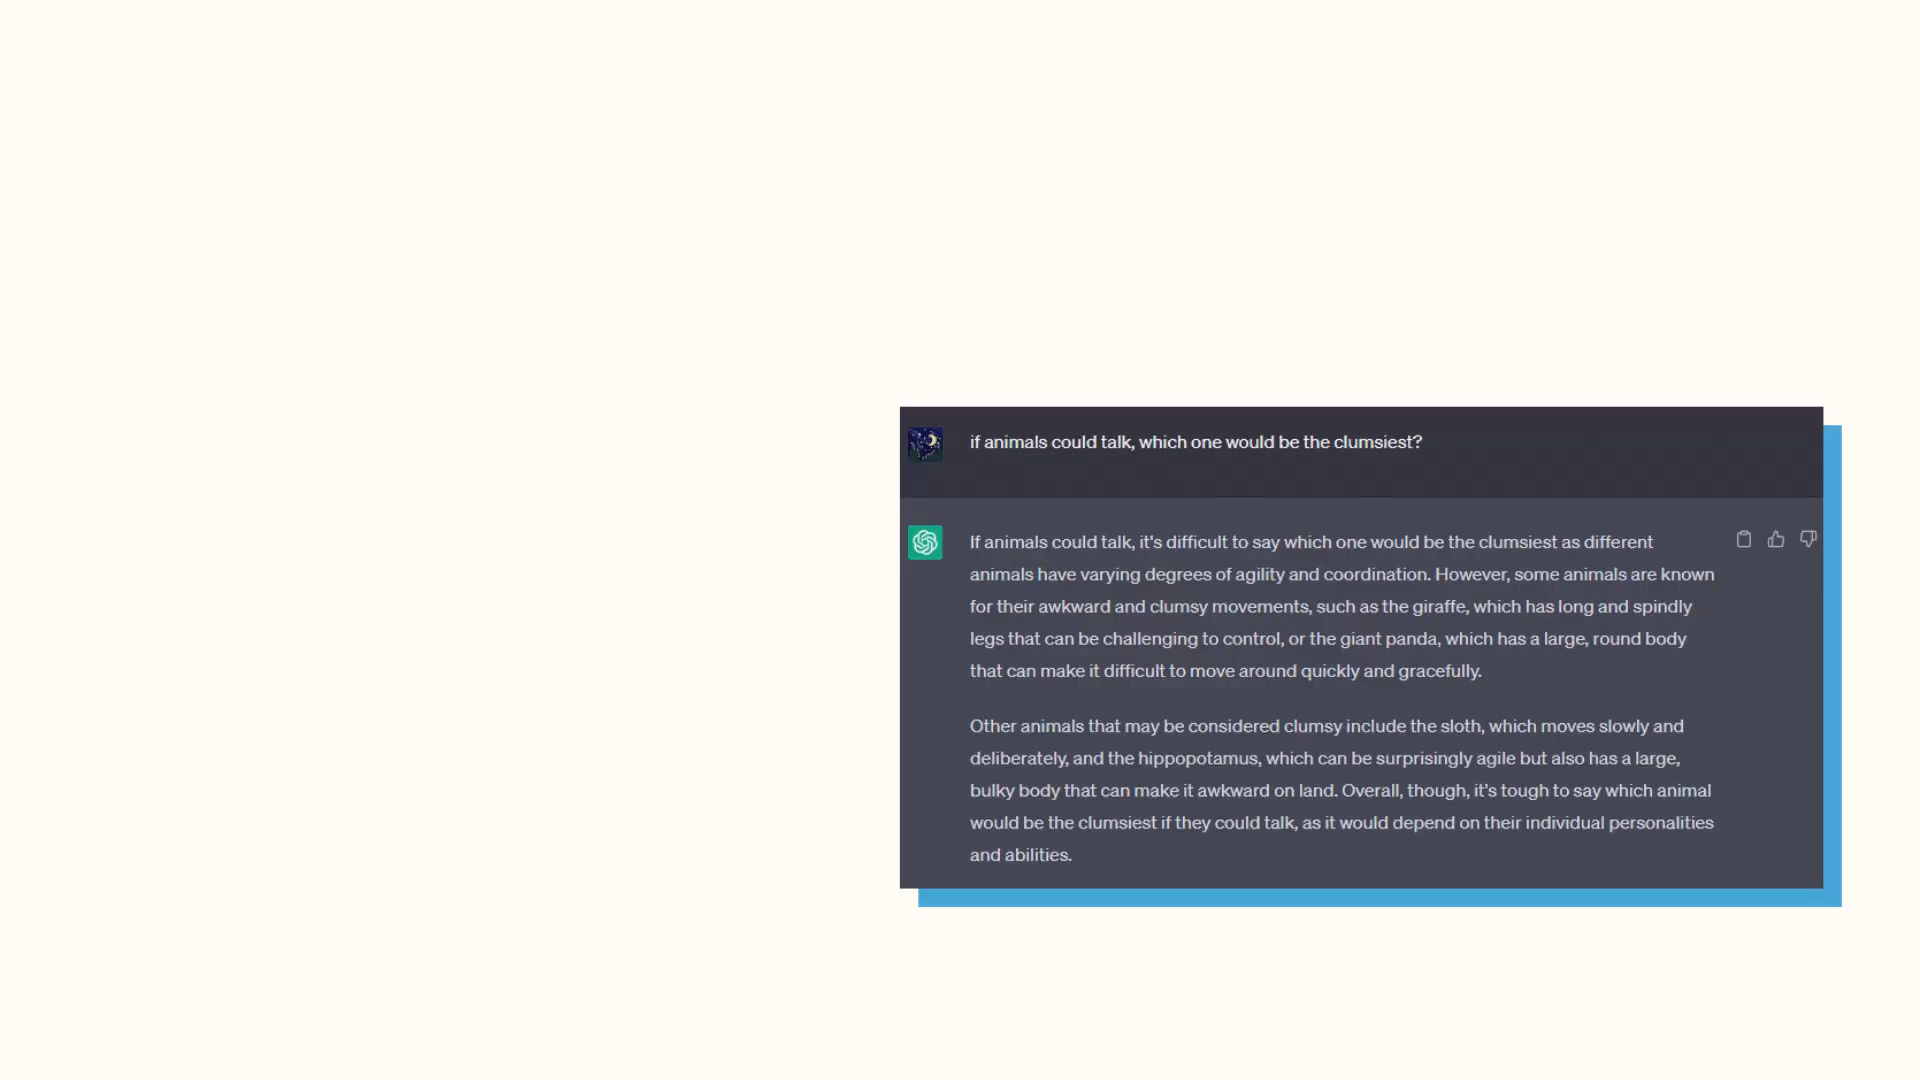 if animals could talk, which one would be the clumsiest?
If animals could talk, it's difficult to say which one would be the clumsiest as different
animals have varying degrees of agility and coordination. However, some animals are known
for their awkward and clumsy movements, such as the giraffe, which has long and spindly
legs that can be challenging to control, or the giant panda, which has a large, round body
that can make it difficult to move around quickly and gracefully.
Other animals that may be considered clumsy include the sloth, which moves slowly and
deliberately, and the hippopotamus, which can be surprisingly agile but also has a large,
bulky body that can make it awkward on land. Overall, though, it's tough to say which animal
would be the clumsiest if they could talk, as it would depend on their individual personalities
and abilities.